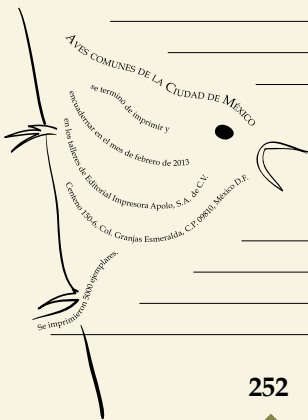 AVES COMUNES DE LA CIUDAD DE MÉXICO
se terminó de imprimir y
encuadernar en el mes de febrero de 2013
en los talleres de Editorial Impresora Apolo, S.A. de C.V.
Centeno 150-6, Col. Granjas Esmeralda, C.P. 09810, México D.F.
Se imprimieron 5000 ejemplares.
252